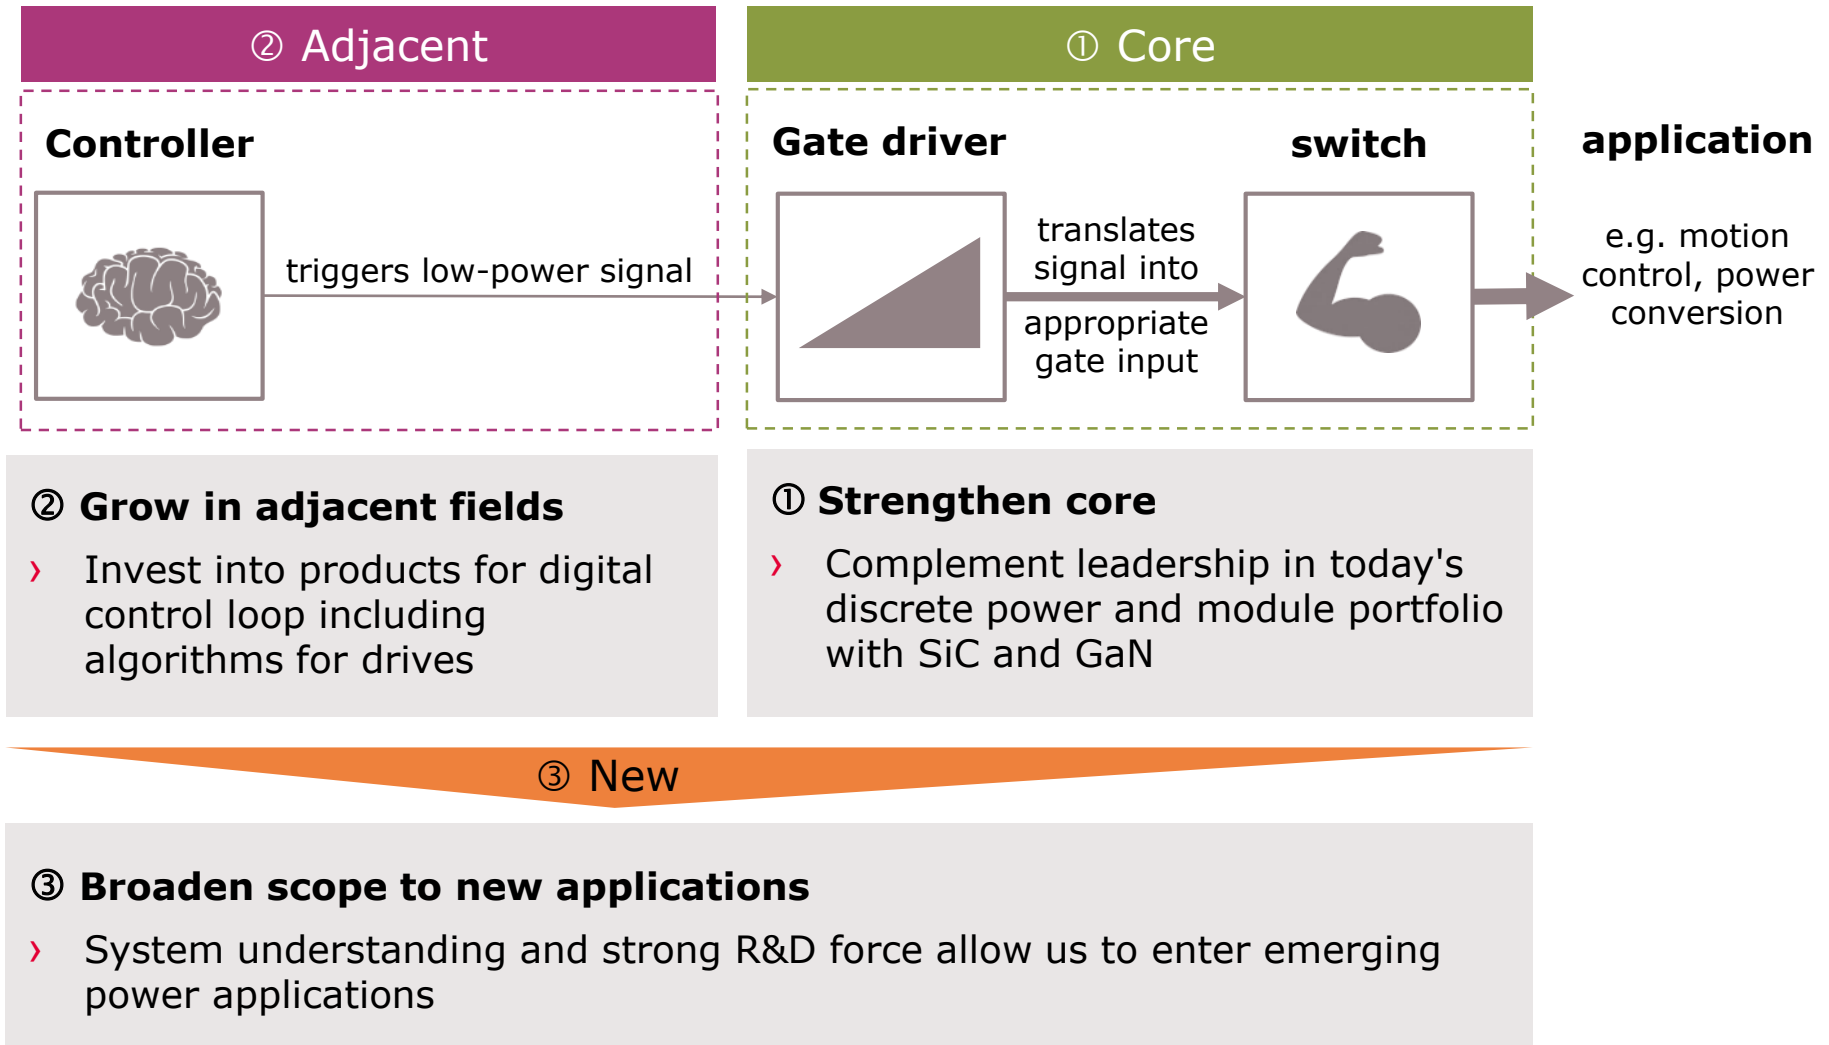 ② Adjacent
① Core
Controller
triggers low-power signal
Gate driver
translates
signal into
appropriate
gate input
switch
application
e.g. motion
control, power
conversion
② Grow in adjacent fields
› Invest into products for digital
control loop including
algorithms for drives
① Strengthen core
› Complement leadership in today's
discrete power and module portfolio
with SiC and GaN
③ New
③ Broaden scope to new applications
› System understanding and strong R&D force allow us to enter emerging
power applications